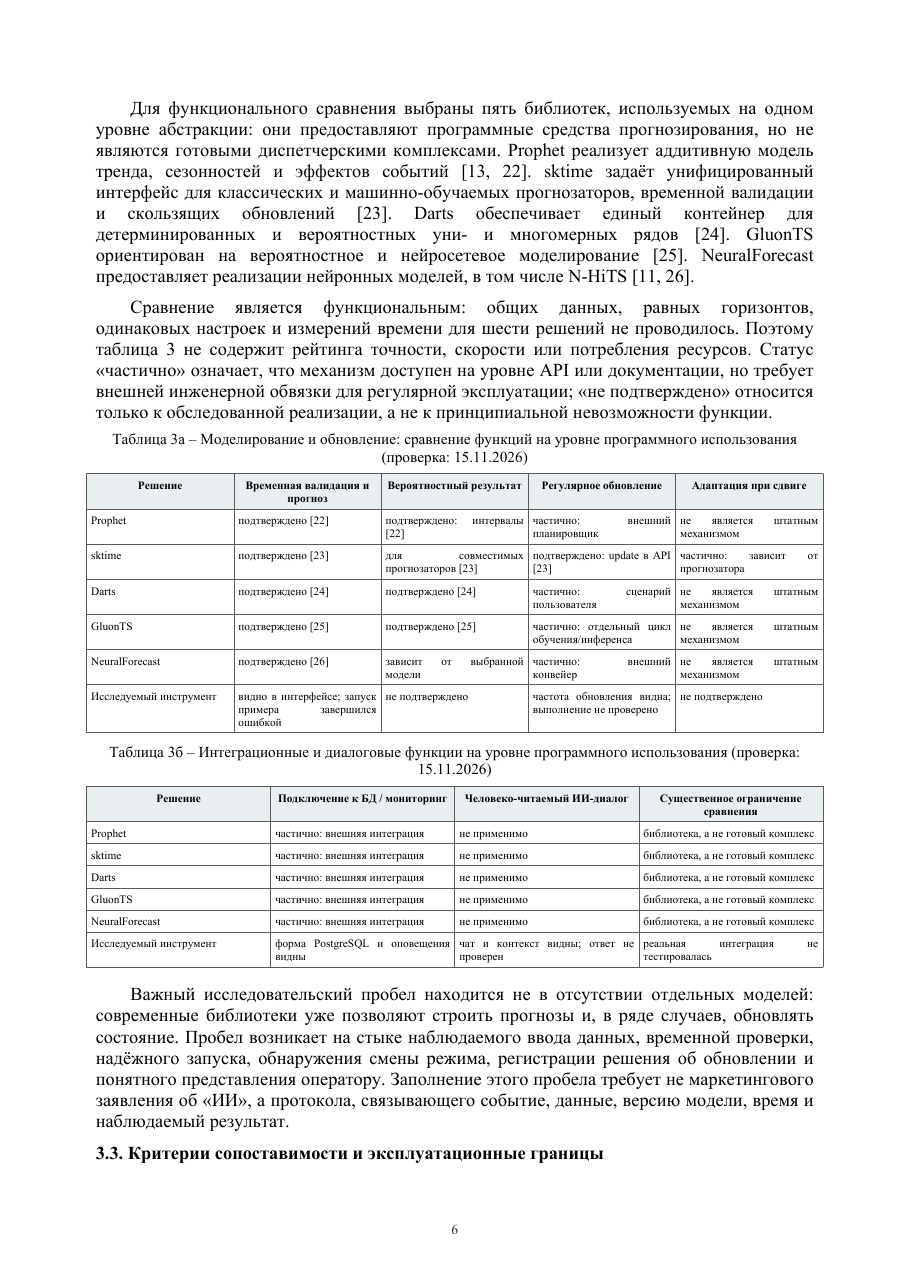 Для функционального сравнения выбраны пять библиотек, используемых на одном
уровне абстракции: они предоставляют программные средства прогнозирования, но не
являются готовыми диспетчерскими комплексами. Prophet реализует аддитивную модель
тренда, сезонностей и эффектов событий [13, 22]. sktime задаёт унифицированный
интерфейс для классических и машинно-обучаемых прогнозаторов, временной валидации
и скользящих обновлений [23]. Darts обеспечивает единый контейнер для
детерминированных и вероятностных уни- и многомерных рядов [24]. GluonTS
ориентирован на вероятностное и нейросетевое моделирование [25]. NeuralForecast
предоставляет реализации нейронных моделей, в том числе N-HiTS [11, 26].
Сравнение является функциональным: общих данных, равных горизонтов,
одинаковых настроек и измерений времени для шести решений не проводилось. Поэтому
таблица 3 не содержит рейтинга точности, скорости или потребления ресурсов. Статус
«частично» означает, что механизм доступен на уровне API или документации, но требует
внешней инженерной обвязки для регулярной эксплуатации; «не подтверждено» относится
только к обследованной реализации, а не к принципиальной невозможности функции.
Таблица 3а – Моделирование и обновление: сравнение функций на уровне программного использования
(проверка: 15.11.2026)
Решение
Временная валидация и
прогноз
Вероятностный результат
Регулярное обновление
Адаптация при сдвиге
Prophet
подтверждено [22]
подтверждено: интервалы
[22]
частично: внешний
планировщик
не является штатным
механизмом
sktime
подтверждено [23]
для совместимых
прогнозаторов [23]
подтверждено: update в API
[23]
частично: зависит от
прогнозатора
Darts
подтверждено [24]
подтверждено [24]
частично: сценарий
пользователя
не является штатным
механизмом
GluonTS
подтверждено [25]
подтверждено [25]
частично: отдельный цикл
обучения/инференса
не является штатным
механизмом
NeuralForecast
подтверждено [26]
зависит от выбранной
модели
частично: внешний
конвейер
не является штатным
механизмом
Исследуемый инструмент
видно в интерфейсе; запуск
примера завершился
ошибкой
не подтверждено
частота обновления видна;
выполнение не проверено
не подтверждено
Таблица 3б – Интеграционные и диалоговые функции на уровне программного использования (проверка:
15.11.2026)
Решение
Подключение к БД / мониторинг
Человеко-читаемый ИИ-диалог
Существенное ограничение
сравнения
Prophet
частично: внешняя интеграция
не применимо
библиотека, а не готовый комплекс
sktime
частично: внешняя интеграция
не применимо
библиотека, а не готовый комплекс
Darts
частично: внешняя интеграция
не применимо
библиотека, а не готовый комплекс
GluonTS
частично: внешняя интеграция
не применимо
библиотека, а не готовый комплекс
NeuralForecast
частично: внешняя интеграция
не применимо
библиотека, а не готовый комплекс
Исследуемый инструмент
форма PostgreSQL и оповещения
видны
чат и контекст видны; ответ не
проверен
реальная интеграция не
тестировалась
Важный исследовательский пробел находится не в отсутствии отдельных моделей:
современные библиотеки уже позволяют строить прогнозы и, в ряде случаев, обновлять
состояние. Пробел возникает на стыке наблюдаемого ввода данных, временной проверки,
надёжного запуска, обнаружения смены режима, регистрации решения об обновлении и
понятного представления оператору. Заполнение этого пробела требует не маркетингового
заявления об «ИИ», а протокола, связывающего событие, данные, версию модели, время и
наблюдаемый результат.
3.3. Критерии сопоставимости и эксплуатационные границы
6